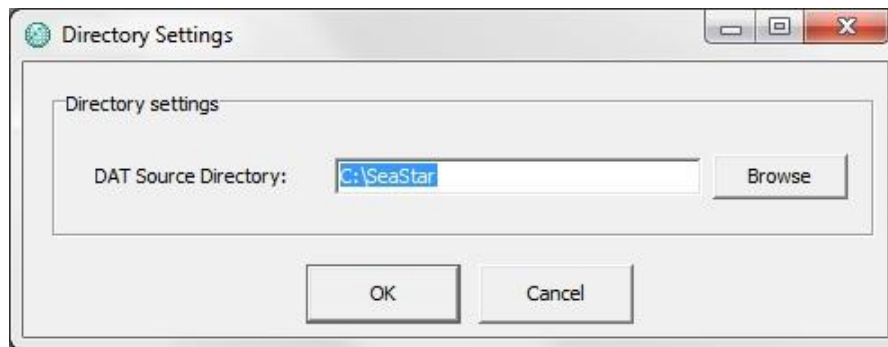 Directory Settings
Directory settings
DAT Source Directory: C:\SeaStar Browse
OK Cancel